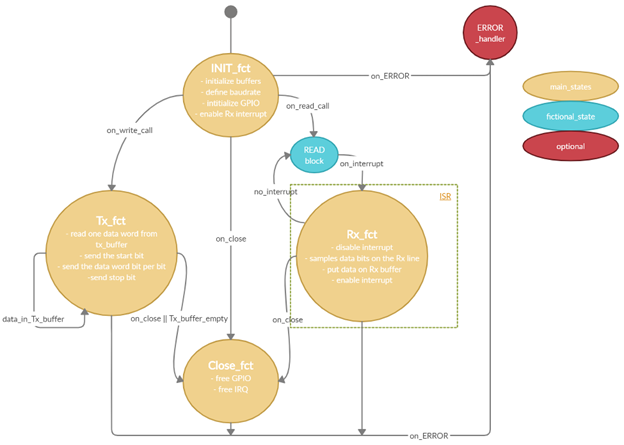 ERROR
_handler
INIT_fct
- initialize buffers
- define baudrate
- intitialize GPIO
- enable Rx interrupt
on_ERROR
main_states
on_read_call
fictional_state
on_write_call
READ
block
optional
on_interrupt
no_interrupt
ISR
Tx_fct
- read one data word from
tx_buffer
- send the start bit
- send the data word bit per bit
-send stop bit
on_close
Rx_fct
- disable interrupt
- samples data bits on the Rx line
- put data on Rx buffer
- enable interrupt
data_in_Tx_buffer
on_close || Tx_buffer_empty
on_close
Close_fct
- free GPIO
- free IRQ
on_ERROR